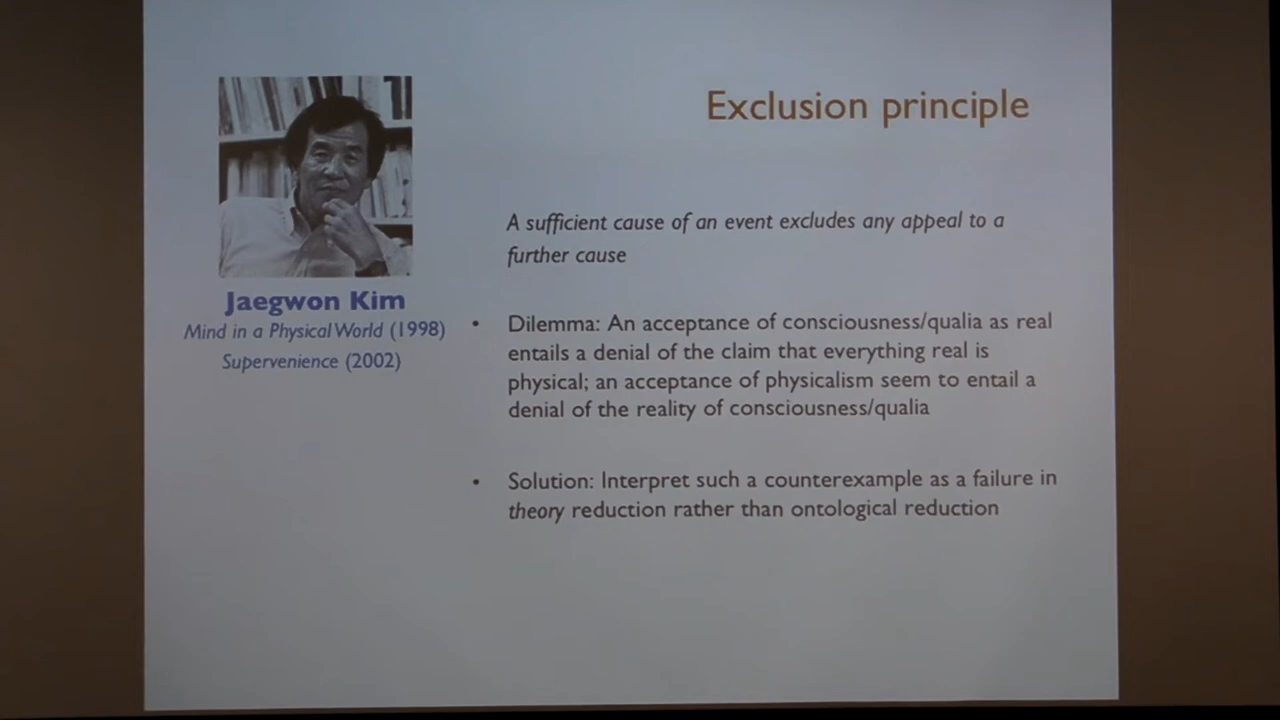 Exclusion principle
Jaegwon Kim
Mind in a Physical World (1998)
Supervenience (2002)
A sufficient cause of an event excludes any appeal to a
further cause
• Dilemma: An acceptance of consciousness/qualia as real
entails a denial of the claim that everything real is
physical; an acceptance of physicalism seem to entail a
denial of the reality of consciousness/qualia
• Solution: Interpret such a counterexample as a failure in
theory reduction rather than ontological reduction